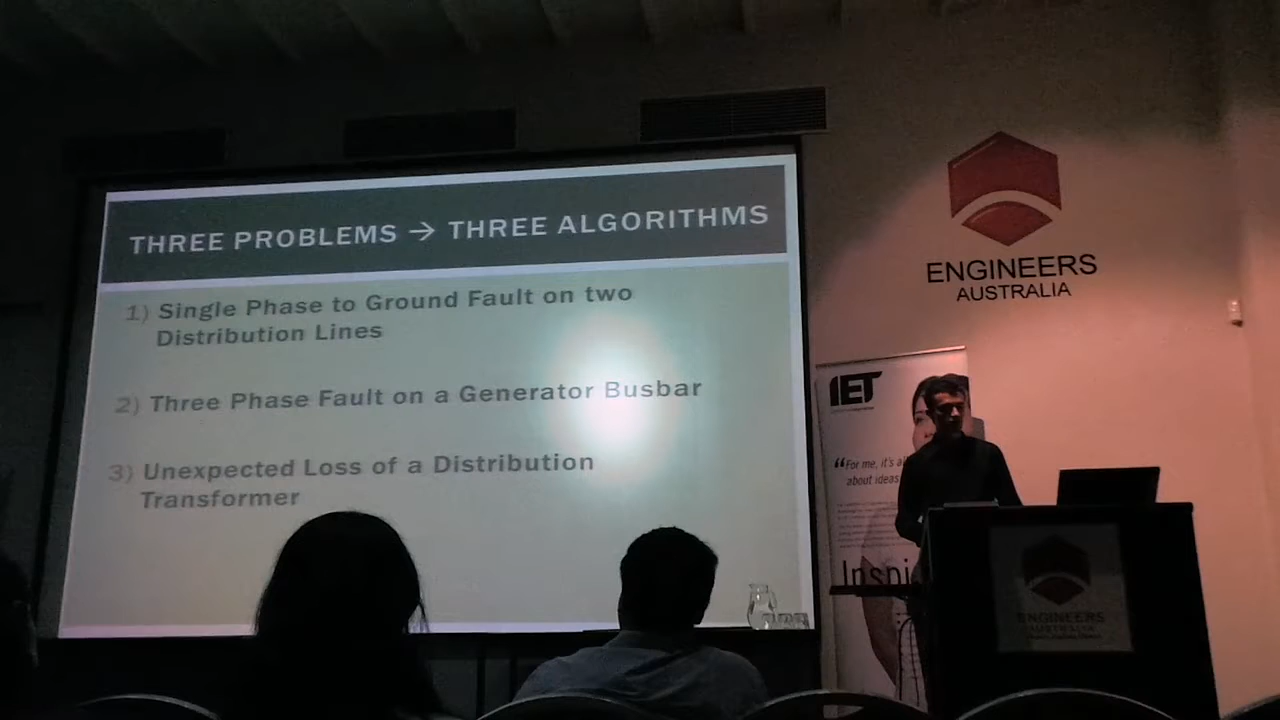 THREE PROBLEMS → THREE ALGORITHMS
1) Single Phase to Ground Fault on two
Distribution Lines
2) Three Phase Fault on a Generator Busbar
3) Unexpected Loss of a Distribution
Transformer
ENGINEERS
AUSTRALIA
IET
“For me, it's al
about ideas
Inspi
ENGINEERS
AUSTRALIA